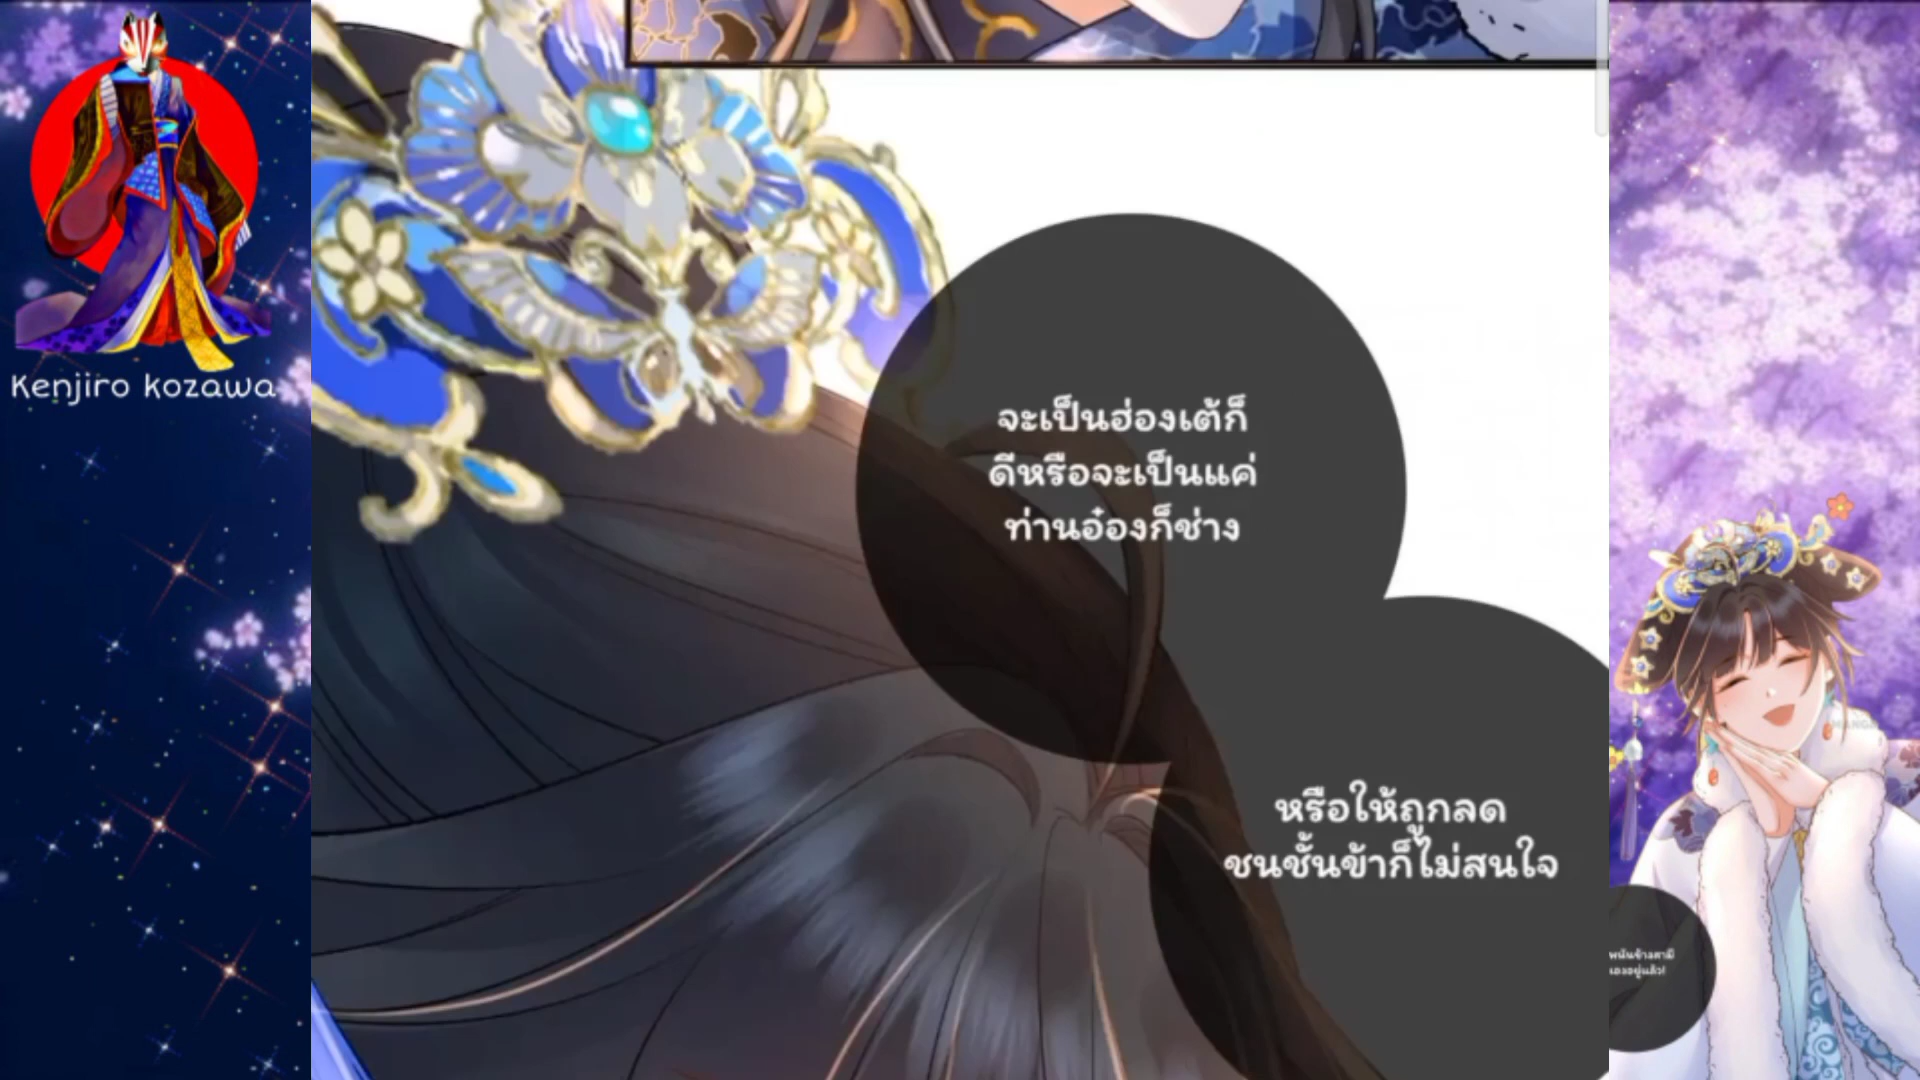 Kenjiro kozawa
จะเป็นฮ่องเต้ก็
ดีหรือจะเป็นแค่
ท่านอ๋องก็ช่าง
หรือให้ถูกลด
ชนชั้นข้าก็ไม่สนใจ